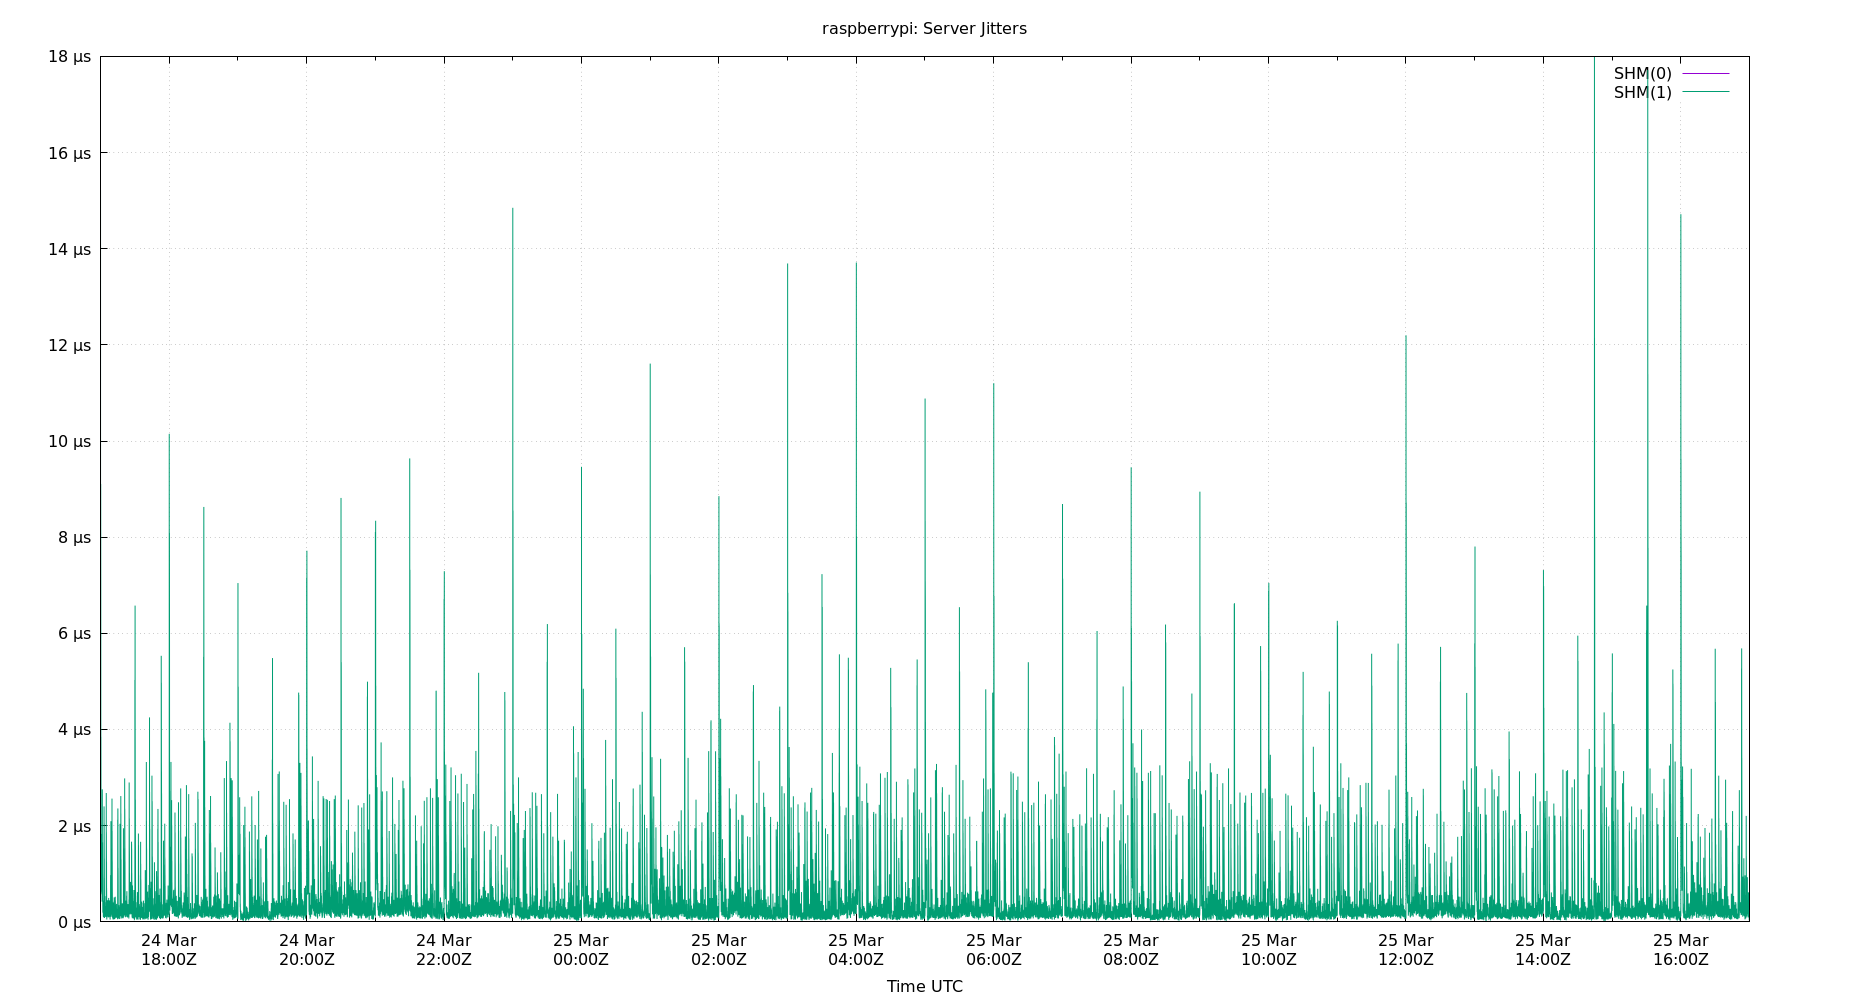 raspberrypi: Server Jitters
18 µs
16 µs
14 µs
12 µs
10 µs
8 µs
6 µs
4 µs
2 µs
0 µs
SHM(0)
SHM(1)
24 Mar 24 Mar 24 Mar 25 Mar 25 Mar 25 Mar 25 Mar 25 Mar 25 Mar 25 Mar 25 Mar 25 Mar
18:00Z 20:00Z 22:00Z 00:00Z 02:00Z 04:00Z 06:00Z 08:00Z 10:00Z 12:00Z 14:00Z 16:00Z
Time UTC